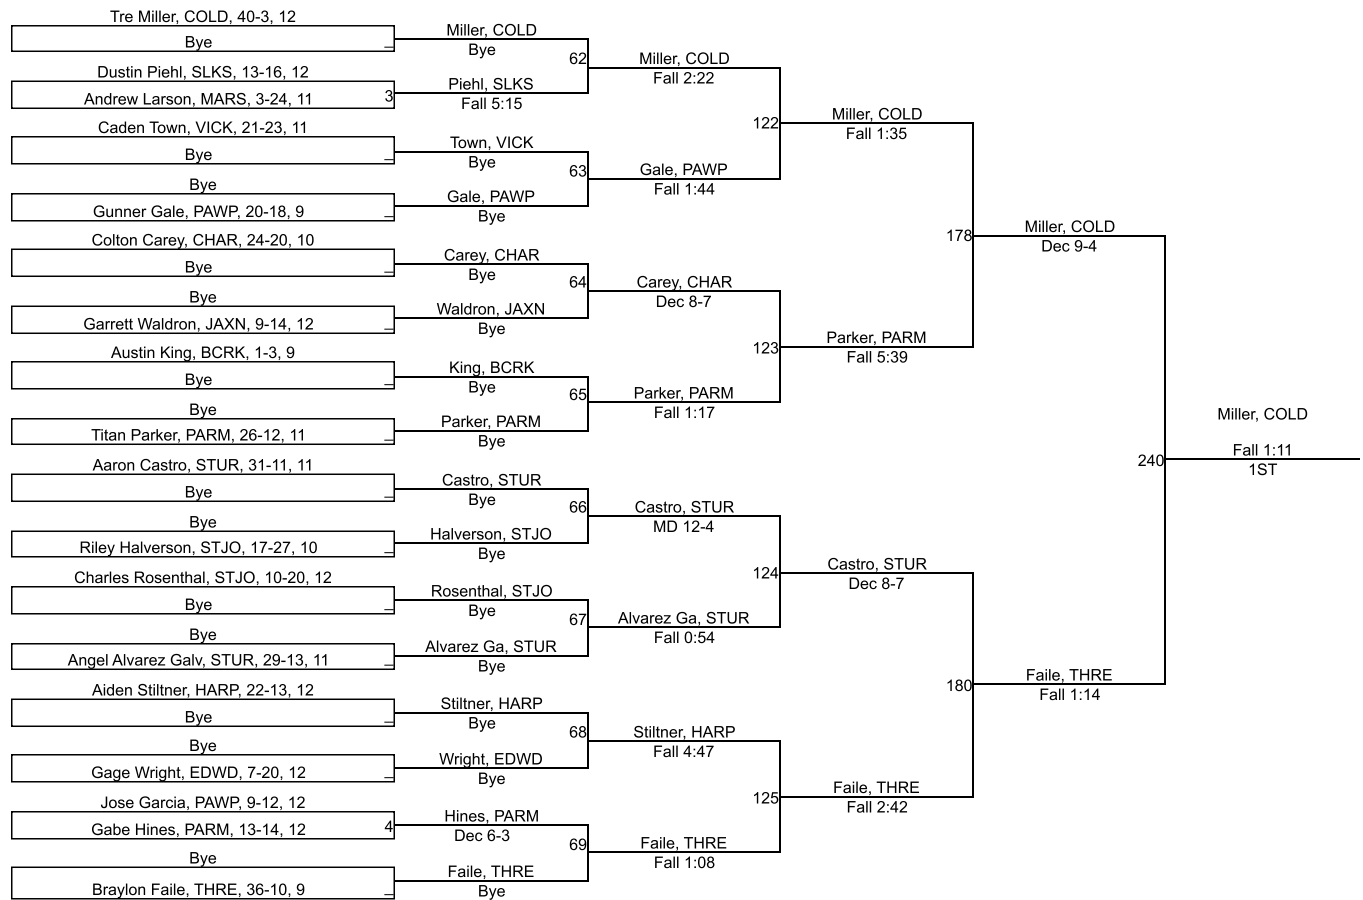 Tre Miller, COLD, 40-3, 12
Bye
_
Dustin Piehl, SLKS, 13-16, 12
Andrew Larson, MARS, 3-24, 11
3
Caden Town, VICK, 21-23, 11
Bye
_
Bye
Gunner Gale, PAWP, 20-18, 9
_
Colton Carey, CHAR, 24-20, 10
Bye
_
Bye
Garrett Waldron, JAXN, 9-14, 12
_
Austin King, BCRK, 1-3, 9
Bye
_
Bye
Titan Parker, PARM, 26-12, 11
_
Aaron Castro, STUR, 31-11, 11
Bye
_
Bye
Riley Halverson, STJO, 17-27, 10
_
Charles Rosenthal, STJO, 10-20, 12
Bye
_
Bye
Angel Alvarez Galv, STUR, 29-13, 11
_
Aiden Stiltner, HARP, 22-13, 12
Bye
_
Bye
Gage Wright, EDWD, 7-20, 12
_
Jose Garcia, PAWP, 9-12, 12
Gabe Hines, PARM, 13-14, 12
4
Bye
Braylon Faile, THRE, 36-10, 9
_
Miller, COLD
Bye
62
Piehl, SLKS
Fall 5:15
Town, VICK
Bye
63
Gale, PAWP
Bye
Carey, CHAR
Bye
64
Waldron, JAXN
Bye
King, BCRK
Bye
65
Parker, PARM
Bye
Castro, STUR
Bye
66
Halverson, STJO
Bye
Rosenthal, STJO
Bye
67
Alvarez Ga, STUR
Bye
Stiltner, HARP
Bye
68
Wright, EDWD
Bye
Hines, PARM
Dec 6-3
69
Faile, THRE
Bye
Miller, COLD
Fall 2:22
122
Gale, PAWP
Fall 1:44
Carey, CHAR
Dec 8-7
123
Parker, PARM
Fall 1:17
Castro, STUR
MD 12-4
124
Alvarez Ga, STUR
Fall 0:54
Stiltner, HARP
Fall 4:47
125
Faile, THRE
Fall 1:08
Miller, COLD
Fall 1:35
178
Parker, PARM
Fall 5:39
Castro, STUR
Dec 8-7
180
Faile, THRE
Fall 2:42
Miller, COLD
Dec 9-4
240
Faile, THRE
Fall 1:14
Miller, COLD
Fall 1:11
1ST